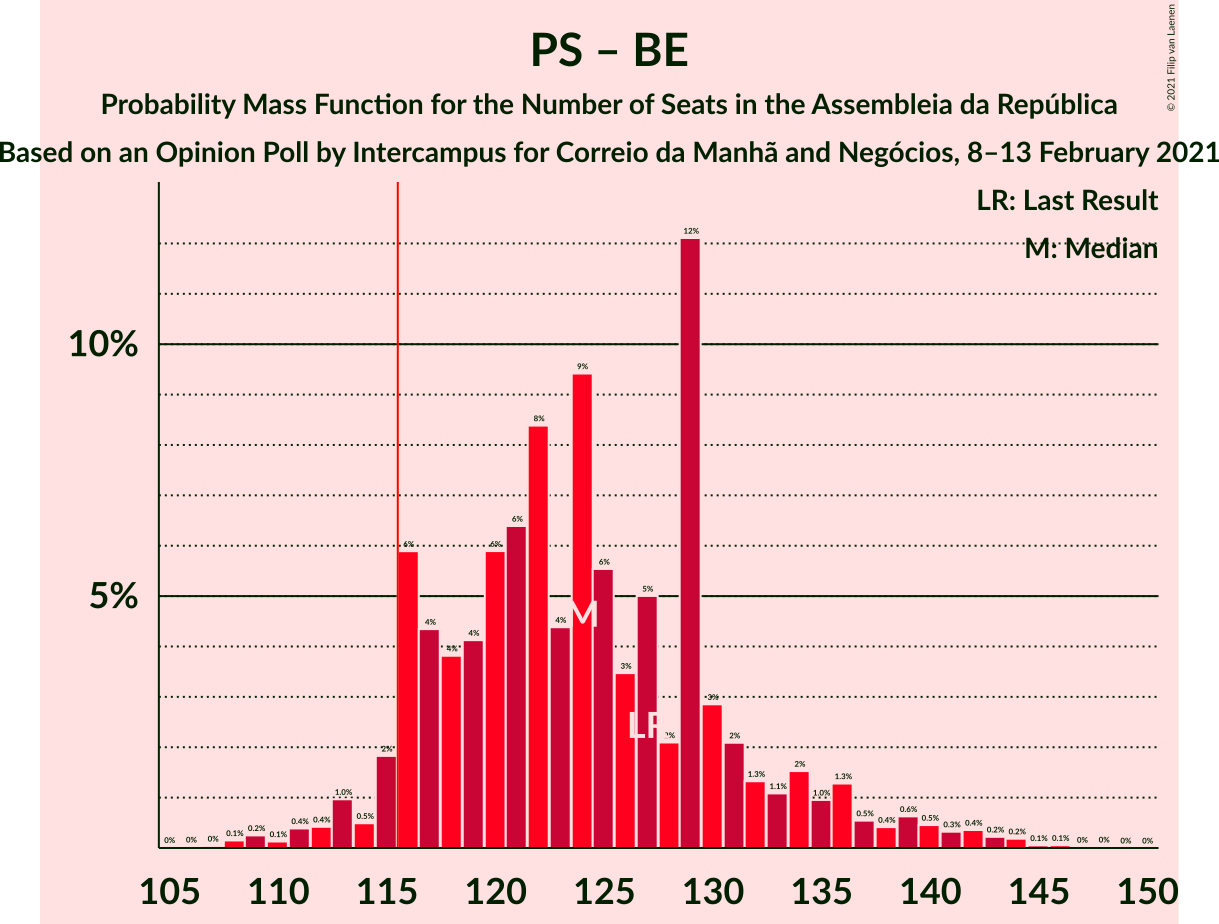 PS – BE
Probability Mass Function for the Number of Seats in the Assembleia da República
Based on an Opinion Poll by Intercampus for Correio da Manhã and Negócios, 8–13 February 2021
© 2021 Filip van Laenen
LR: Last Result
M: Median
10%
5%
0% 0% 0% 0.1% 0.2% 0.1% 0.4% 0.4% 1.0% 0.5% 2% 6% 4% 4% 4% 6% 6% 8% 4% 9% 6% 3% 5% 2% 12% 3% 2% 1.3% 1.1% 2% 1.0% 1.3% 0.5% 0.4% 0.6% 0.5% 0.3% 0.4% 0.2% 0.2% 0.1% 0.1% 0% 0% 0% 0%
M
LR
105 110 115 120 125 130 135 140 145 150